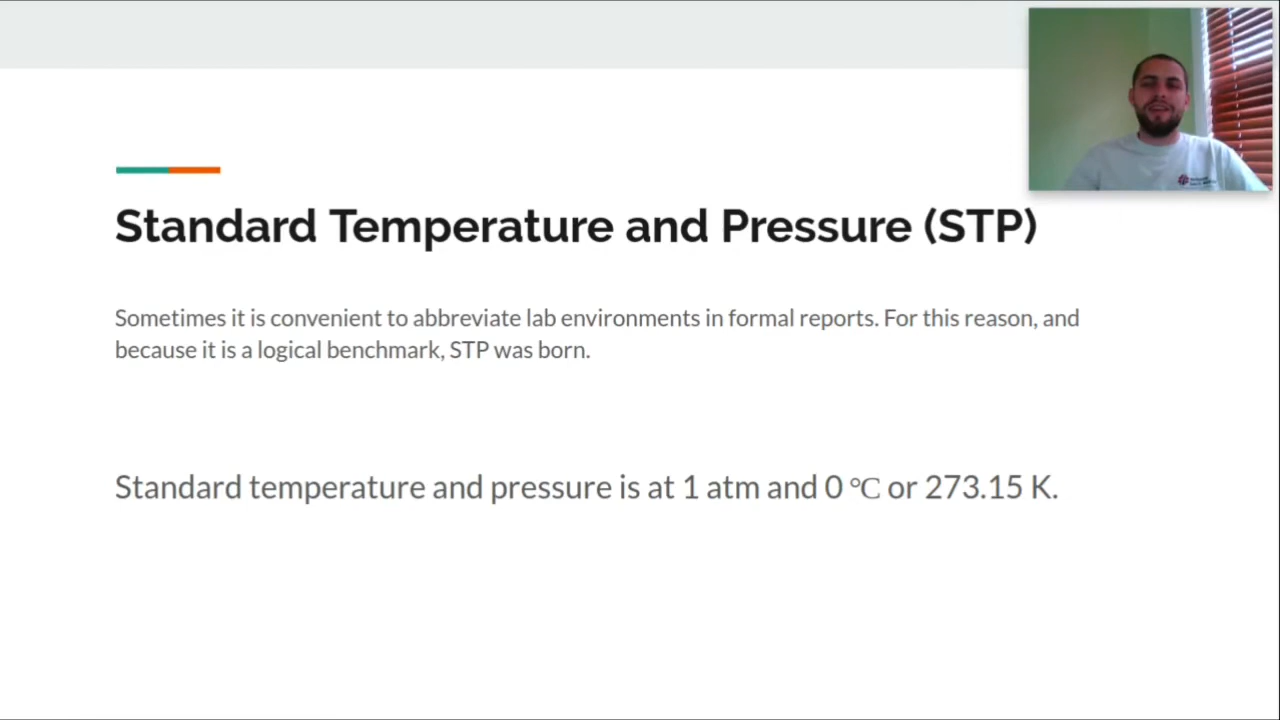 Standard Temperature and Pressure (STP)
Sometimes it is convenient to abbreviate lab environments in formal reports. For this reason, and
because it is a logical benchmark, STP was born.
Standard temperature and pressure is at 1 atm and 0 ℃ or 273.15 K.